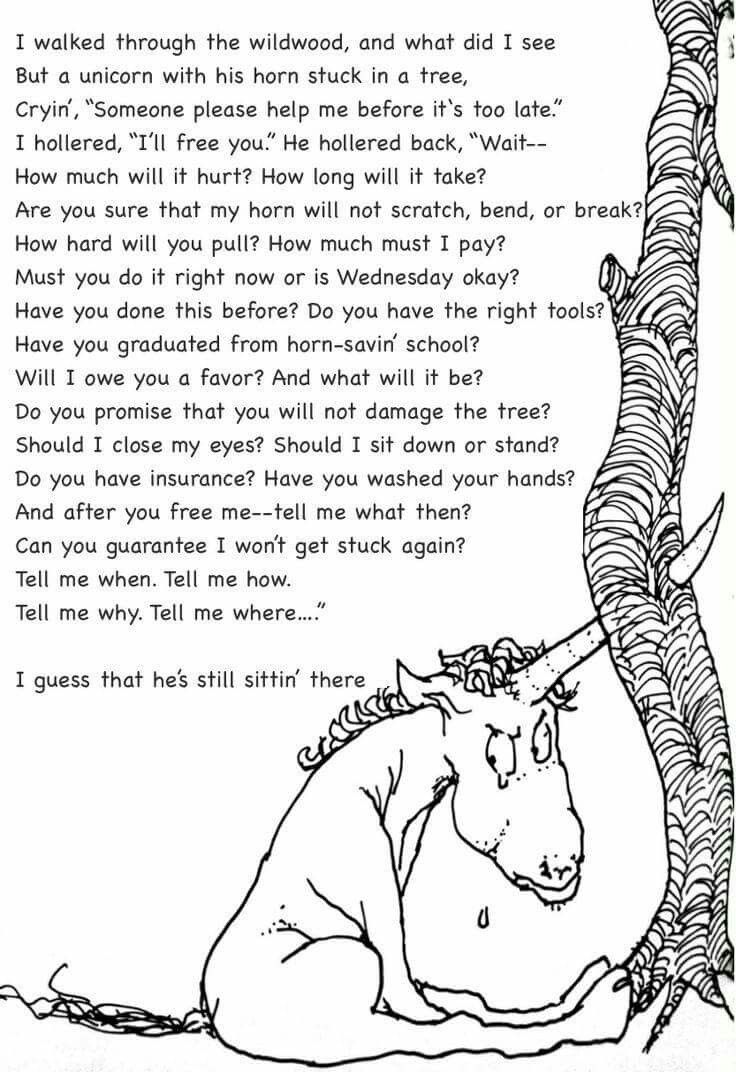 I walked through the wildwood, and what did I see
But a unicorn with his horn stuck in a tree,
Cryin', “Someone please help me before it's too late.”
I hollered, “I'll free you.” He hollered back, “Wait--
How much will it hurt? How long will it take?
Are you sure that my horn will not scratch, bend, or break?
How hard will you pull? How much must I pay?
Must you do it right now or is Wednesday okay?
Have you done this before? Do you have the right tools?
Have you graduated from horn-savin' school?
Will I owe you a favor? And what will it be?
Do you promise that you will not damage the tree?
Should I close my eyes? Should I sit down or stand?
Do you have insurance? Have you washed your hands?
And after you free me--tell me what then?
Can you guarantee I won't get stuck again?
Tell me when. Tell me how.
Tell me why. Tell me where....”
I guess that he's still sittin' there